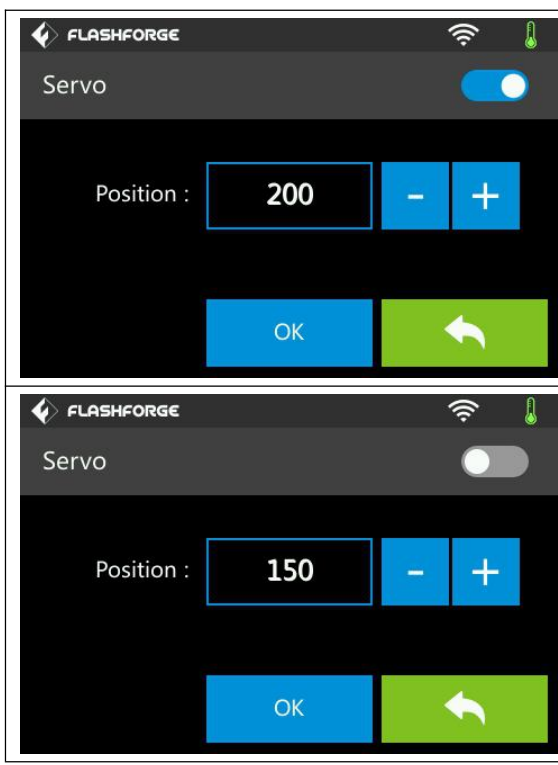 FLASHFORGE
Servo
Position : 200 - +
OK
FLASHFORGE
Servo
Position : 150 - +
OK